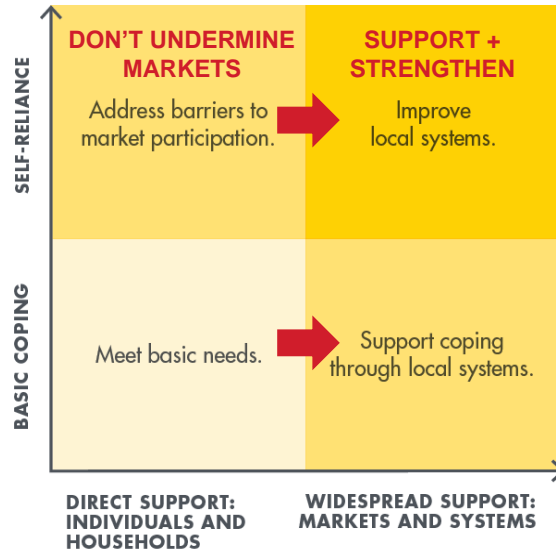 DON'T UNDERMINE
MARKETS
Address barriers to
market participation.
SUPPORT +
STRENGTHEN
Improve
local systems.
SELF-RELIANCE
Meet basic needs.
Support coping
through local systems.
BASIC COPING
DIRECT SUPPORT:
INDIVIDUALS AND
HOUSEHOLDS
WIDESPREAD SUPPORT:
MARKETS AND SYSTEMS